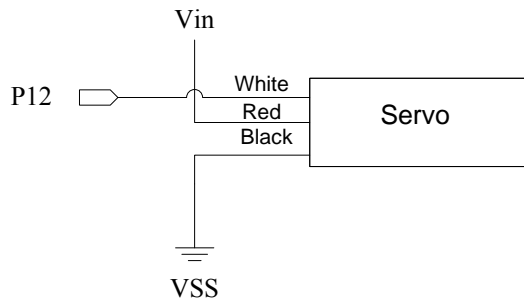 Vin
White
P12
Red
Servo
Black
VSS